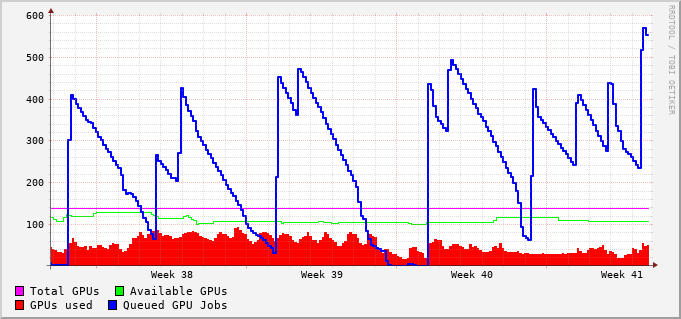 600
500
400
300
200
100
Week 38 Week 39 Week 40 Week 41
Total GPUs Available GPUs
GPUs used Queued GPU Jobs
RRDTOOL / TOBI OETIKER